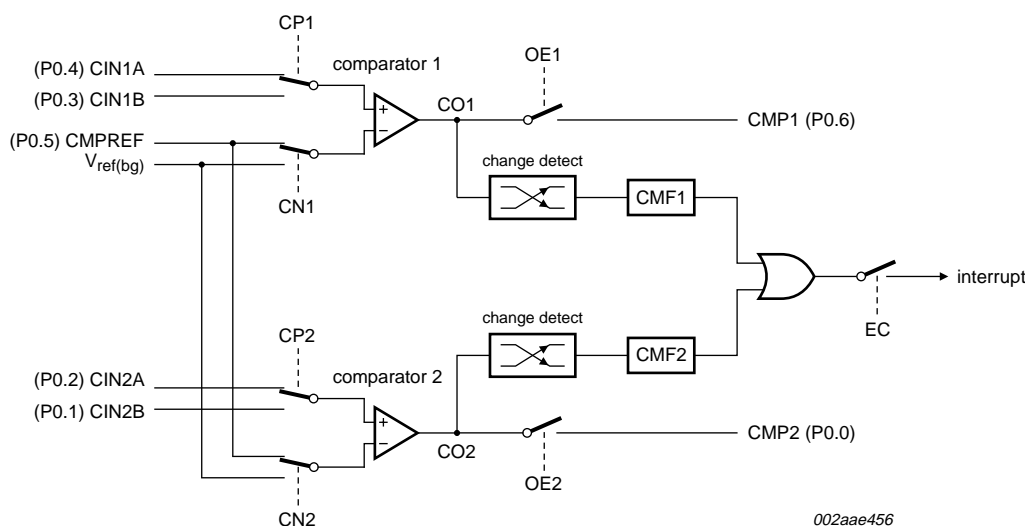 CP1
OE1
(P0.4) CIN1A
comparator 1
(P0.3) CIN1B
+
CO1
CMP1 (P0.6)
(P0.5) CMPREF
−
Vref(bg)
change detect
CN1
CMF1
interrupt
EC
change detect
CP2
CMF2
(P0.2) CIN2A
comparator 2
(P0.1) CIN2B
+
CMP2 (P0.0)
−
CO2
OE2
CN2
002aae456